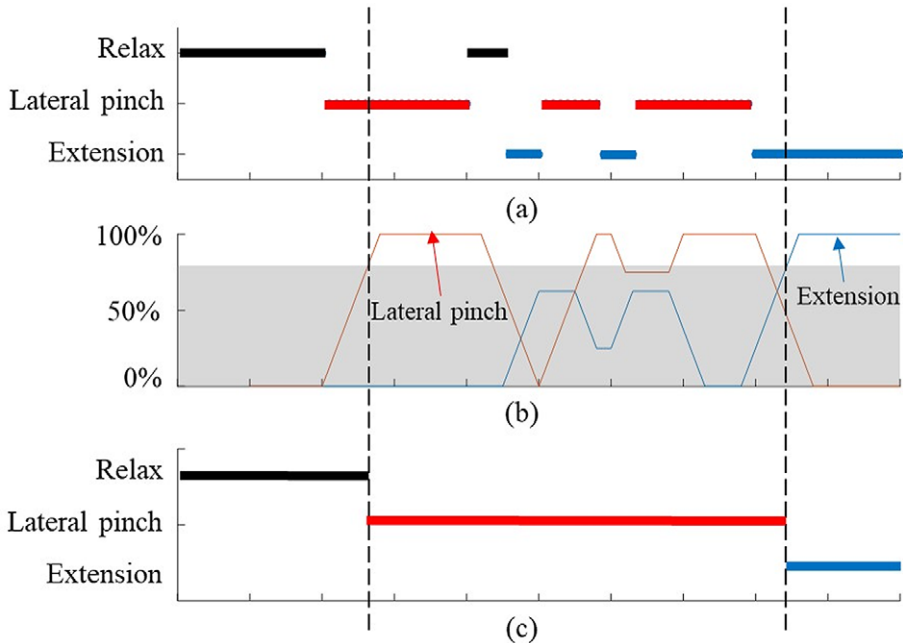 Relax
Lateral pinch
Extension
(a)
100%
50%
0%
Lateral pinch
Extension
(b)
Relax
Lateral pinch
Extension
(c)